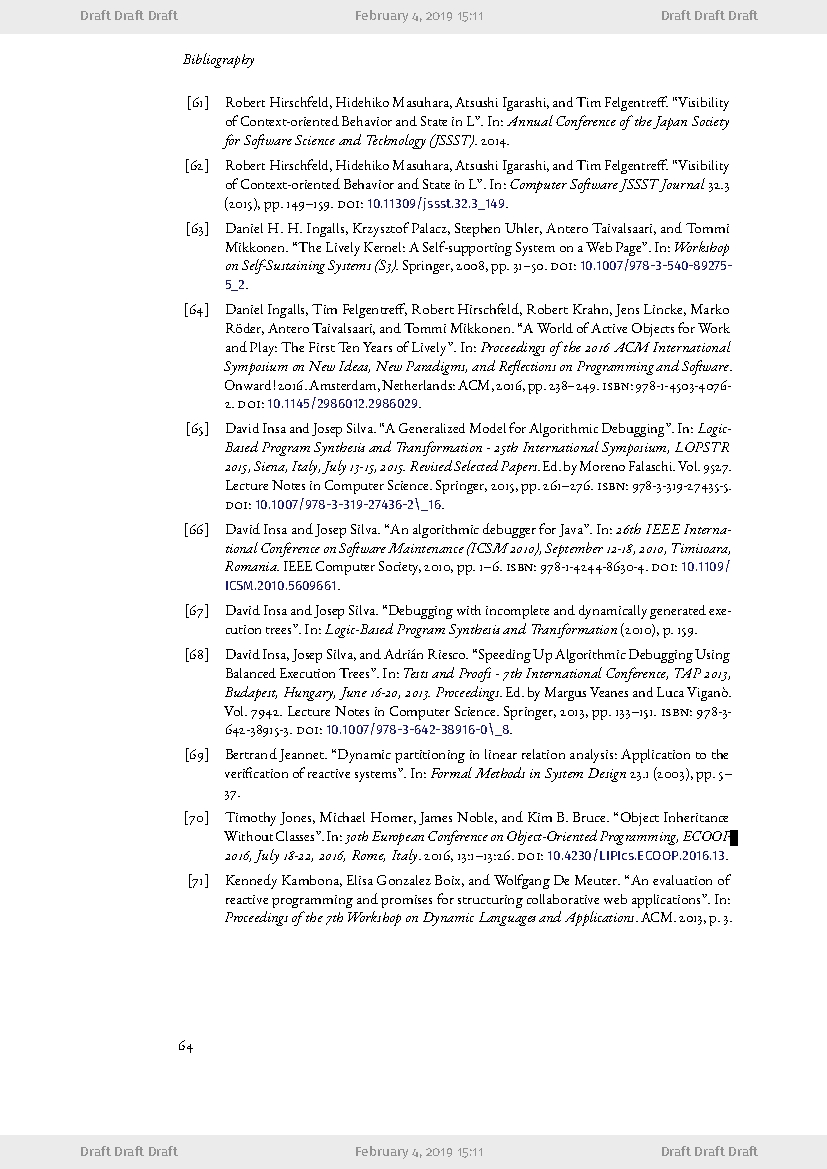 Draft Draft Draft February 4, 2019 15:11 Draft Draft Draft
Bibliography
[61] Robert Hirschfeld, Hidehiko Masuhara, Atsushi Igarashi, and Tim Felgentreff. “Visibility
of Context-oriented Behavior and State in L”. In: Annual Conference of the Japan Society
for Software Science and Technology (JSSST). 2014.
[62] Robert Hirschfeld, Hidehiko Masuhara, Atsushi Igarashi, and Tim Felgentreff. “Visibility
of Context-oriented Behavior and State in L”. In: Computer Software JSSST Journal 32.3
(2015), pp. 149–159. DOI: 10.11309/jssst.32.3_149.
[63] Daniel H. H. Ingalls, Krzysztof Palacz, Stephen Uhler, Antero Taivalsaari, and Tommi
Mikkonen. “The Lively Kernel: A Self-supporting System on a Web Page”. In: Workshop
on Self-Sustaining Systems (S3). Springer, 2008, pp. 31–50. DOI: 10.1007/978-3-540-89275-
5_2.
[64] Daniel Ingalls, Tim Felgentreff, Robert Hirschfeld, Robert Krahn, Jens Lincke, Marko
Röder, Antero Taivalsaari, and Tommi Mikkonen. “A World of Active Objects for Work
and Play: The First Ten Years of Lively”. In: Proceedings of the 2016 ACM International
Symposium on New Ideas, New Paradigms, and Reflections on Programming and Software.
Onward! 2016. Amsterdam, Netherlands: ACM, 2016, pp. 238–249. ISBN: 978-1-4503-4076-
2. DOI: 10.1145/2986012.2986029.
[65] David Insa and Josep Silva. “A Generalized Model for Algorithmic Debugging”. In: Logic-
Based Program Synthesis and Transformation - 25th International Symposium, LOPSTR
2015, Siena, Italy, July 13-15, 2015. Revised Selected Papers. Ed. by Moreno Falaschi. Vol. 9527.
Lecture Notes in Computer Science. Springer, 2015, pp. 261–276. ISBN: 978-3-319-27435-5.
DOI: 10.1007/978-3-319-27436-2\_16.
[66] David Insa and Josep Silva. “An algorithmic debugger for Java”. In: 26th IEEE Interna-
tional Conference on Software Maintenance (ICSM 2010), September 12-18, 2010, Timisoara,
Romania. IEEE Computer Society, 2010, pp. 1–6. ISBN: 978-1-4244-8630-4. DOI: 10.1109/
ICSM.2010.5609661.
[67] David Insa and Josep Silva. “Debugging with incomplete and dynamically generated exe-
cution trees”. In: Logic-Based Program Synthesis and Transformation (2010), p. 159.
[68] David Insa, Josep Silva, and Adrián Riesco. “Speeding Up Algorithmic Debugging Using
Balanced Execution Trees”. In: Tests and Proofs - 7th International Conference, TAP 2013,
Budapest, Hungary, June 16-20, 2013. Proceedings. Ed. by Margus Veanes and Luca Viganò.
Vol. 7942. Lecture Notes in Computer Science. Springer, 2013, pp. 133–151. ISBN: 978-3-
642-38915-3. DOI: 10.1007/978-3-642-38916-0\_8.
[69] Bertrand Jeannet. “Dynamic partitioning in linear relation analysis: Application to the
verification of reactive systems”. In: Formal Methods in System Design 23.1 (2003), pp. 5–
37.
[70] Timothy Jones, Michael Homer, James Noble, and Kim B. Bruce. “Object Inheritance
Without Classes”. In: 30th European Conference on Object-Oriented Programming, ECOOP
2016, July 18-22, 2016, Rome, Italy. 2016, 13:1–13:26. DOI: 10.4230/LIPIcs.ECOOP.2016.13.
[71] Kennedy Kambona, Elisa Gonzalez Boix, and Wolfgang De Meuter. “An evaluation of
reactive programming and promises for structuring collaborative web applications”. In:
Proceedings of the 7th Workshop on Dynamic Languages and Applications. ACM. 2013, p. 3.
64
Draft Draft Draft February 4, 2019 15:11 Draft Draft Draft